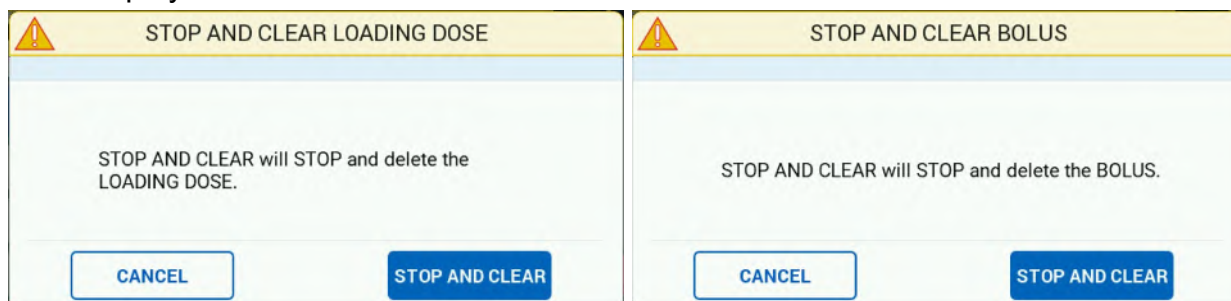 STOP AND CLEAR LOADING DOSE
STOP AND CLEAR will STOP and delete the
LOADING DOSE.
CANCEL
STOP AND CLEAR
STOP AND CLEAR BOLUS
STOP AND CLEAR will STOP and delete the BOLUS.
CANCEL
STOP AND CLEAR